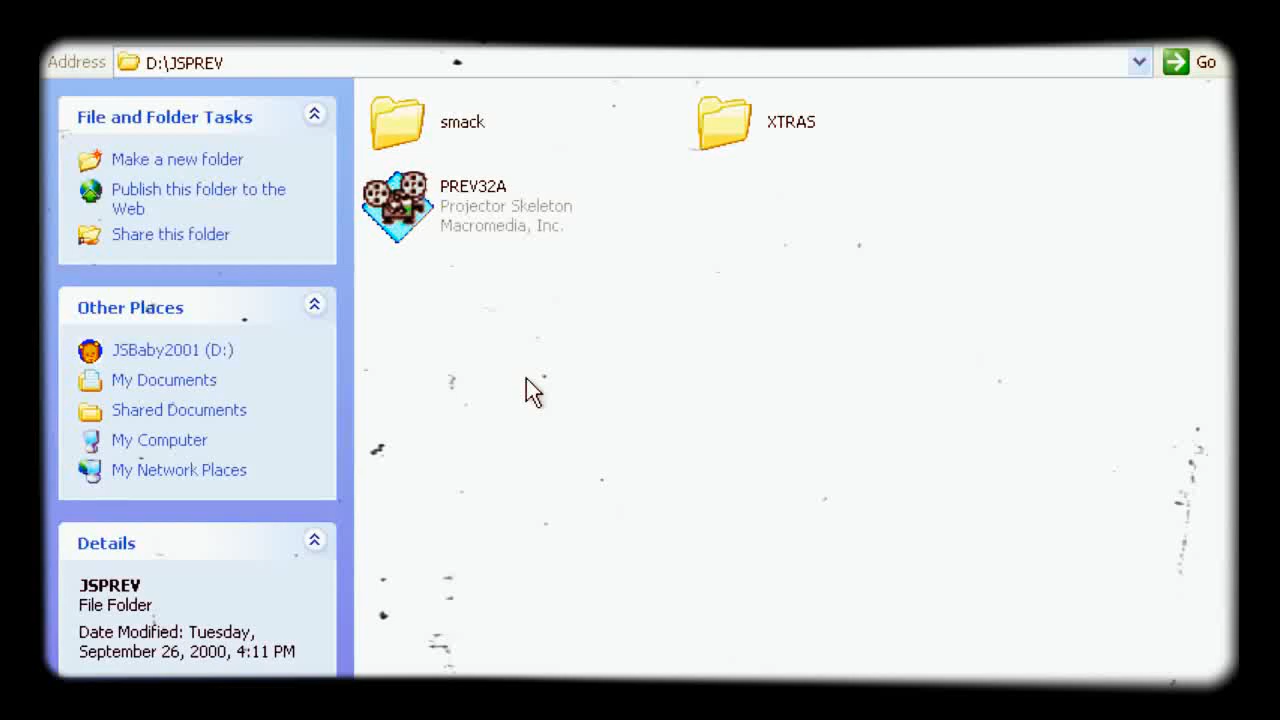 Address D:\JSPREV Go
File and Folder Tasks
Make a new folder
Publish this folder to the
Web
Share this folder
Other Places
JSBaby2001 (D:)
My Documents
Shared Documents
My Computer
My Network Places
Details
JSPREV
File Folder
Date Modified: Tuesday,
September 26, 2000, 4:11 PM
smack
XTRAS
PREV32A
Projector Skeleton
Macromedia, Inc.